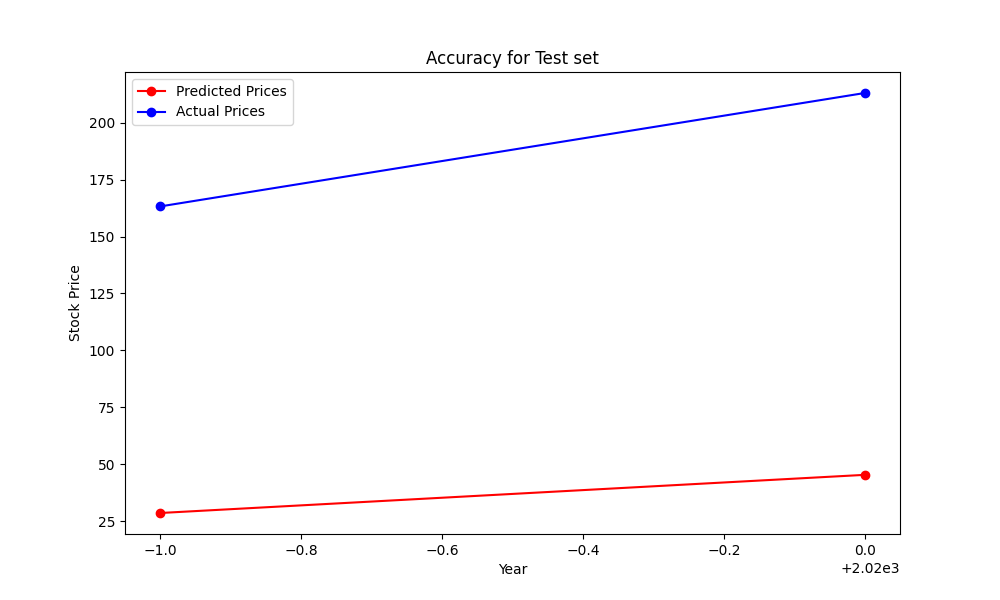 Accuracy for Test set
Predicted Prices
Actual Prices
Stock Price
200
175
150
125
100
75
50
25
−1.0 −0.8 −0.6 −0.4 −0.2 0.0
+2.02e3
Year